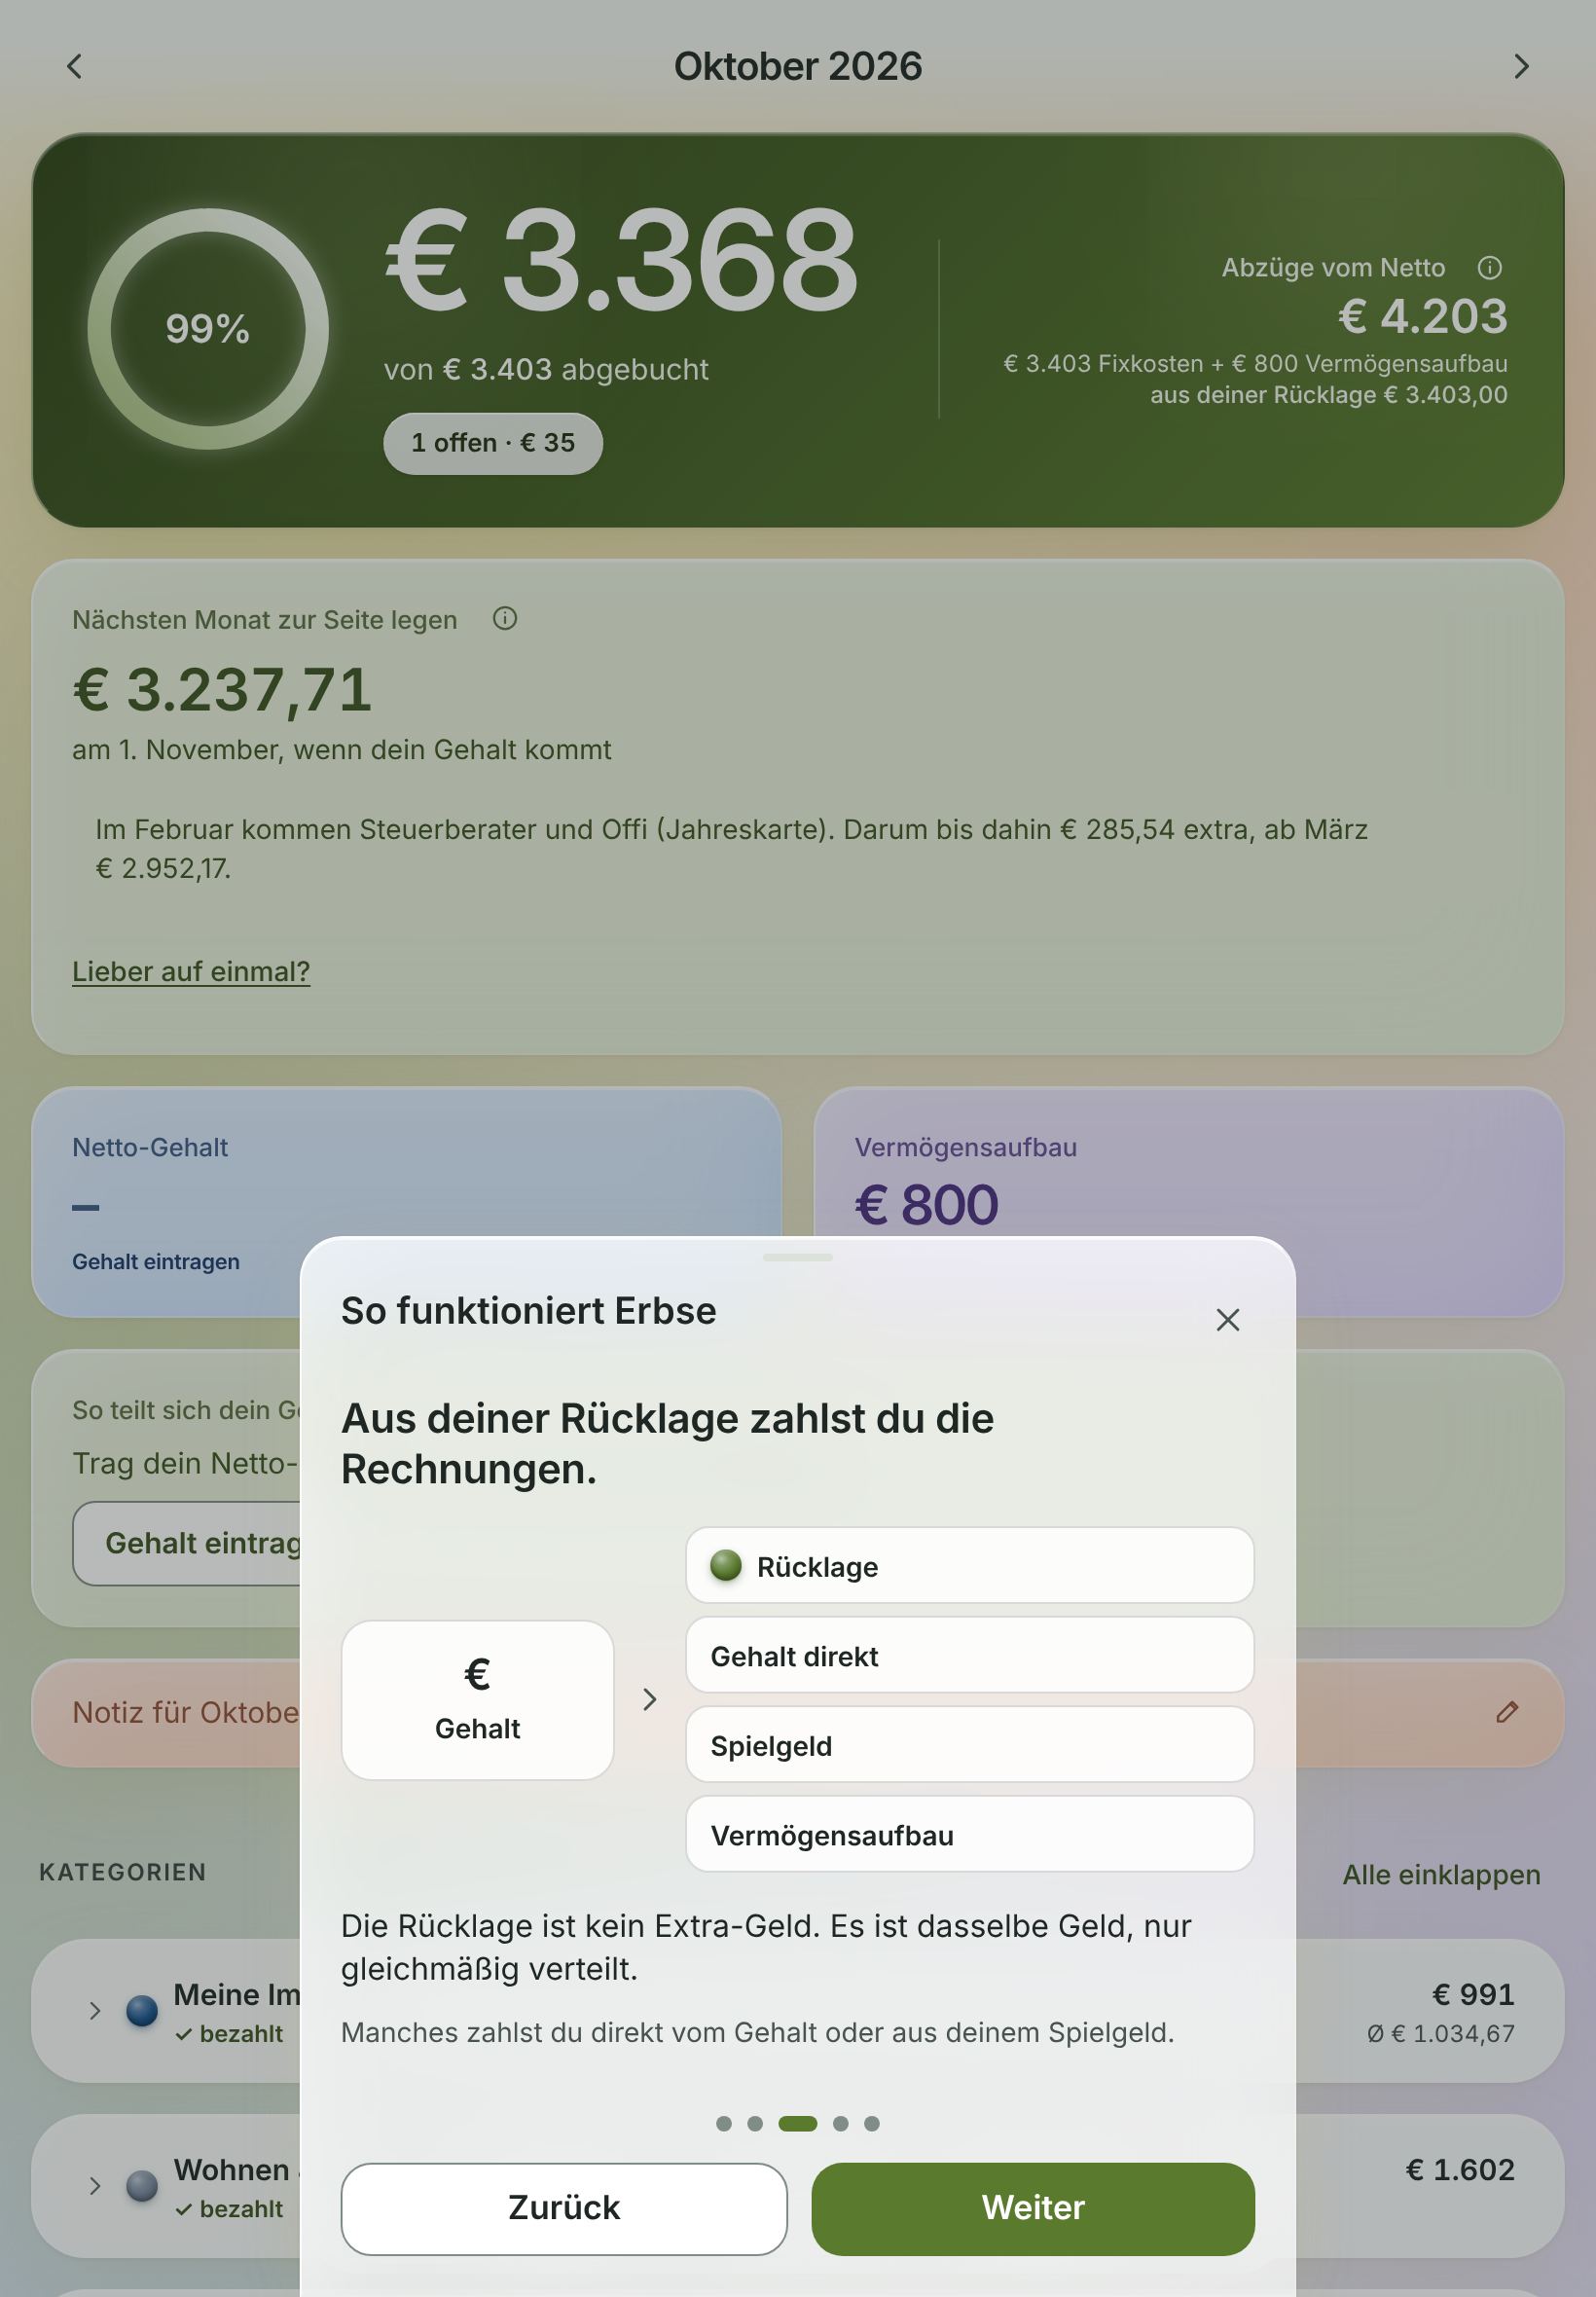 Oktober 2026
99%
€ 3.368
von € 3.403 abgebucht
1 offen · € 35
Abzüge vom Netto
€ 4.203
€ 3.403 Fixkosten + € 800 Vermögensaufbau
aus deiner Rücklage € 3.403,00
Nächsten Monat zur Seite legen
€ 3.237,71
am 1. November, wenn dein Gehalt kommt
Im Februar kommen Steuerberater und Offi (Jahreskarte). Darum bis dahin € 285,54 extra, ab März
€ 2.952,17.
Lieber auf einmal?
Netto-Gehalt
–
Gehalt eintragen
Vermögensaufbau
€ 800
So teilt sich dein
Trag dein Netto-
Gehalt
Notiz für
KATEGORIEN
Alle einklappen
Meine
✓ bezahlt
€ 991
Ø € 1.034,67
Wohnen
✓ bezahlt
€ 1.602
So funktioniert Erbse
Aus deiner Rücklage zahlst du die
Rechnungen.
€
Gehalt
Rücklage
Gehalt direkt
Spielgeld
Vermögensaufbau
Die Rücklage ist kein Extra-Geld. Es ist dasselbe Geld, nur
gleichmäßig verteilt.
Manches zahlst du direkt vom Gehalt oder aus deinem Spielgeld.
Zurück
Weiter